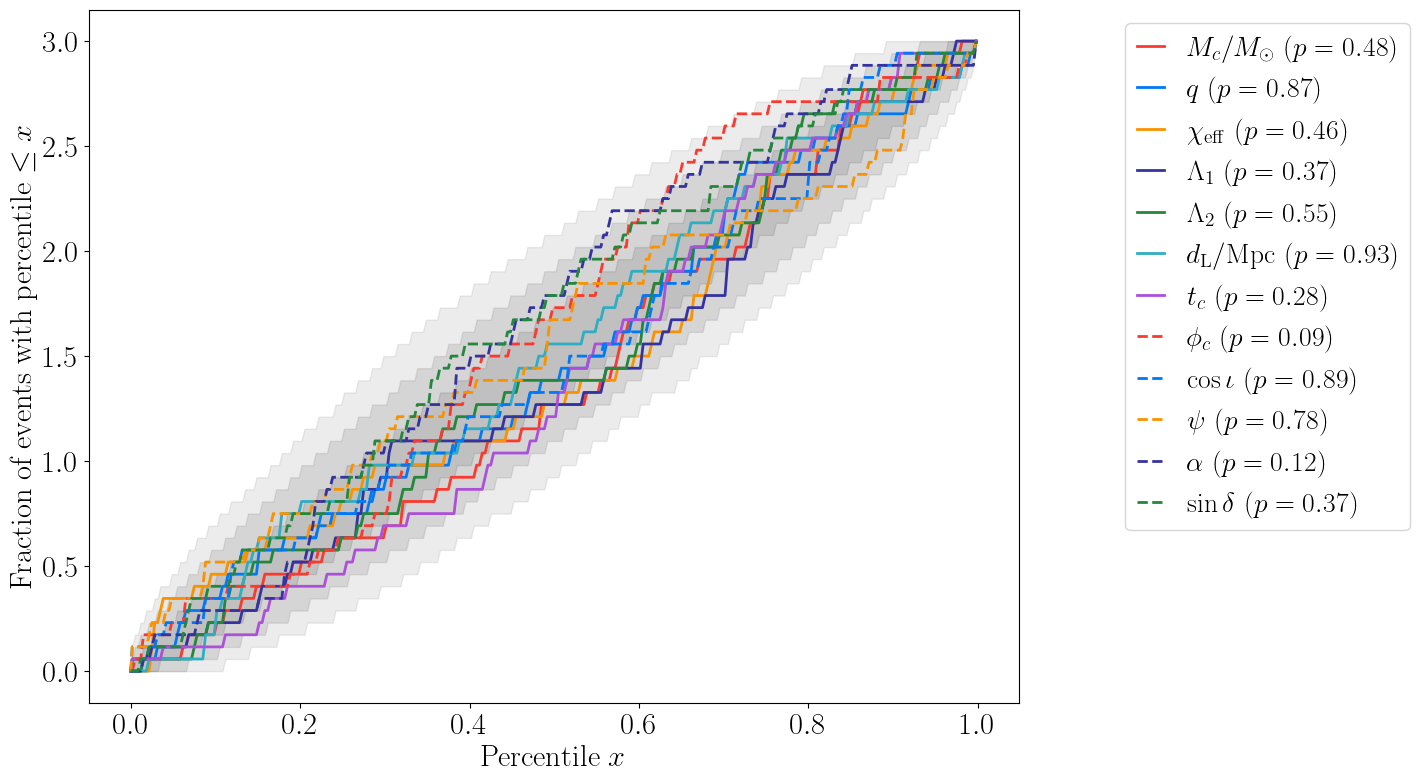 3.0
2.5
2.0
1.5
1.0
0.5
0.0
Fraction of events with percentile ≤ x
0.0 0.2 0.4 0.6 0.8 1.0
Percentile x
M_c/M_⊙ (p = 0.48)
q (p = 0.87)
χ_eff (p = 0.46)
Λ_1 (p = 0.37)
Λ_2 (p = 0.55)
d_L/Mpc (p = 0.93)
t_c (p = 0.28)
ϕ_c (p = 0.09)
cos ι (p = 0.89)
ψ (p = 0.78)
α (p = 0.12)
sin δ (p = 0.37)